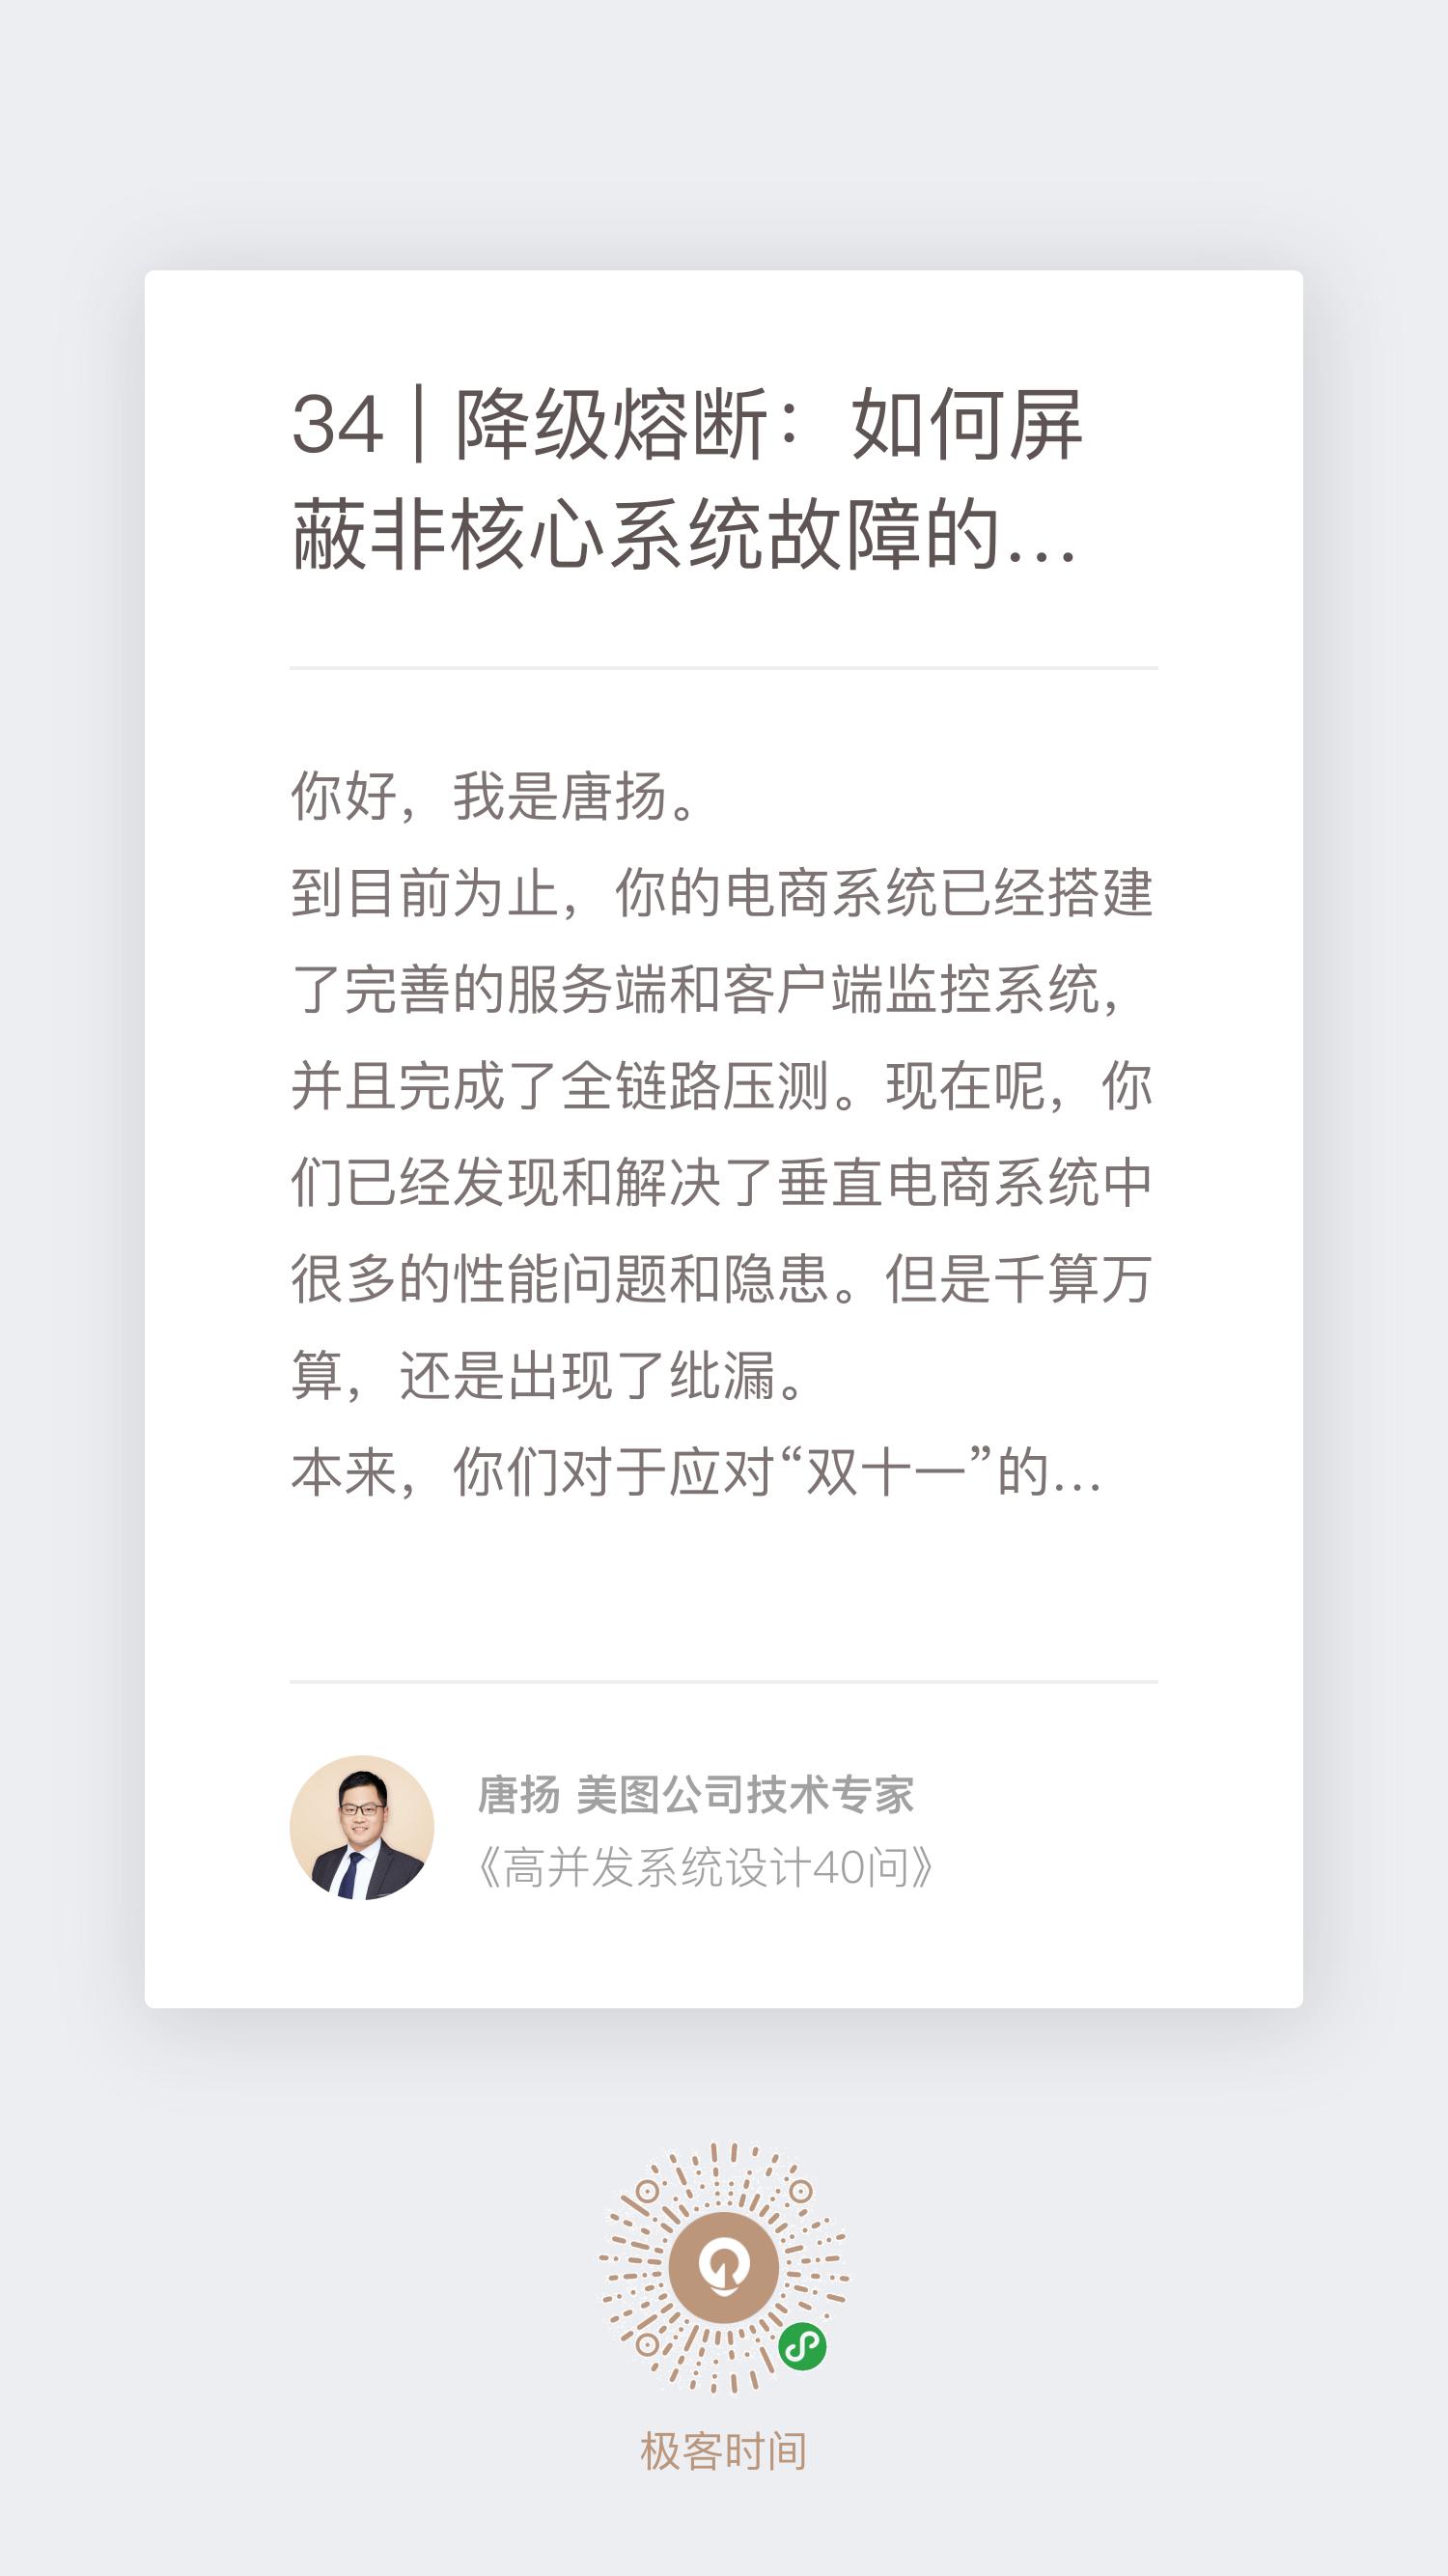 34 | 降级熔断：如何屏
蔽非核心系统故障的...
你好，我是唐扬。
到目前为止，你的电商系统已经搭建
了完善的服务端和客户端监控系统，
并且完成了全链路压测。现在呢，你
们已经发现和解决了垂直电商系统中
很多的性能问题和隐患。但是千算万
算，还是出现了纰漏。
本来，你们对于应对“双十一”的...
唐扬 美图公司技术专家
《高并发系统设计40问》
极客时间